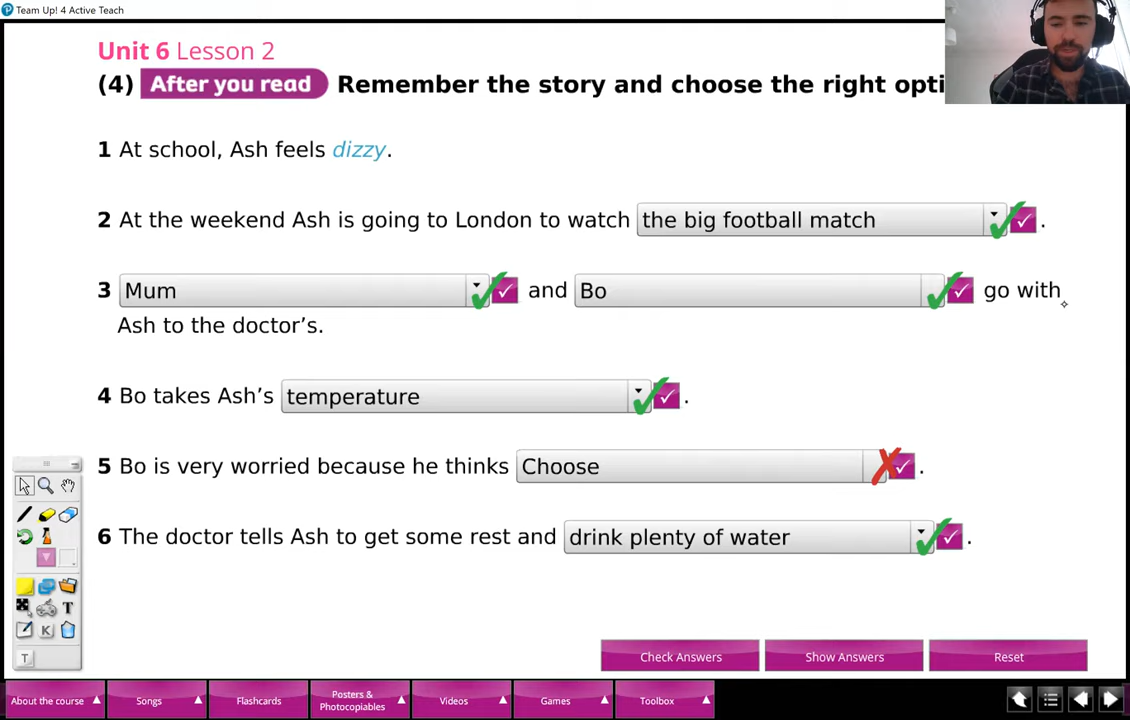 Team Up! 4 Active Teach
Unit 6 Lesson 2
(4) After you read Remember the story and choose the right opti
1 At school, Ash feels dizzy.
2 At the weekend Ash is going to London to watch the big football match .
3 Mum and Bo go with
Ash to the doctor's.
4 Bo takes Ash's temperature .
5 Bo is very worried because he thinks Choose .
6 The doctor tells Ash to get some rest and drink plenty of water .
T
K
T
Check Answers Show Answers Reset
About the course Songs Flashcards Posters & Photocopiables Videos Games Toolbox